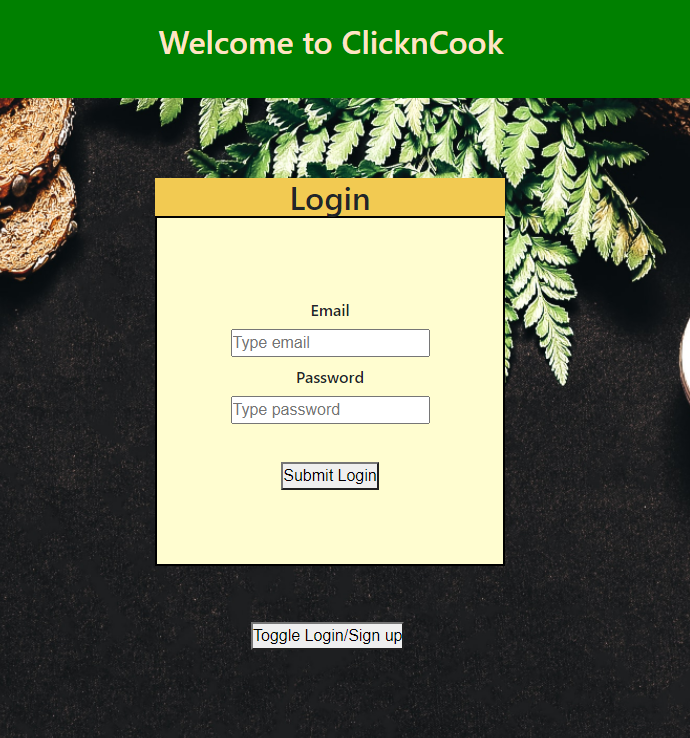 Welcome to ClicknCook
Login
Email
Type email
Password
Type password
Submit Login
Toggle Login/Sign up